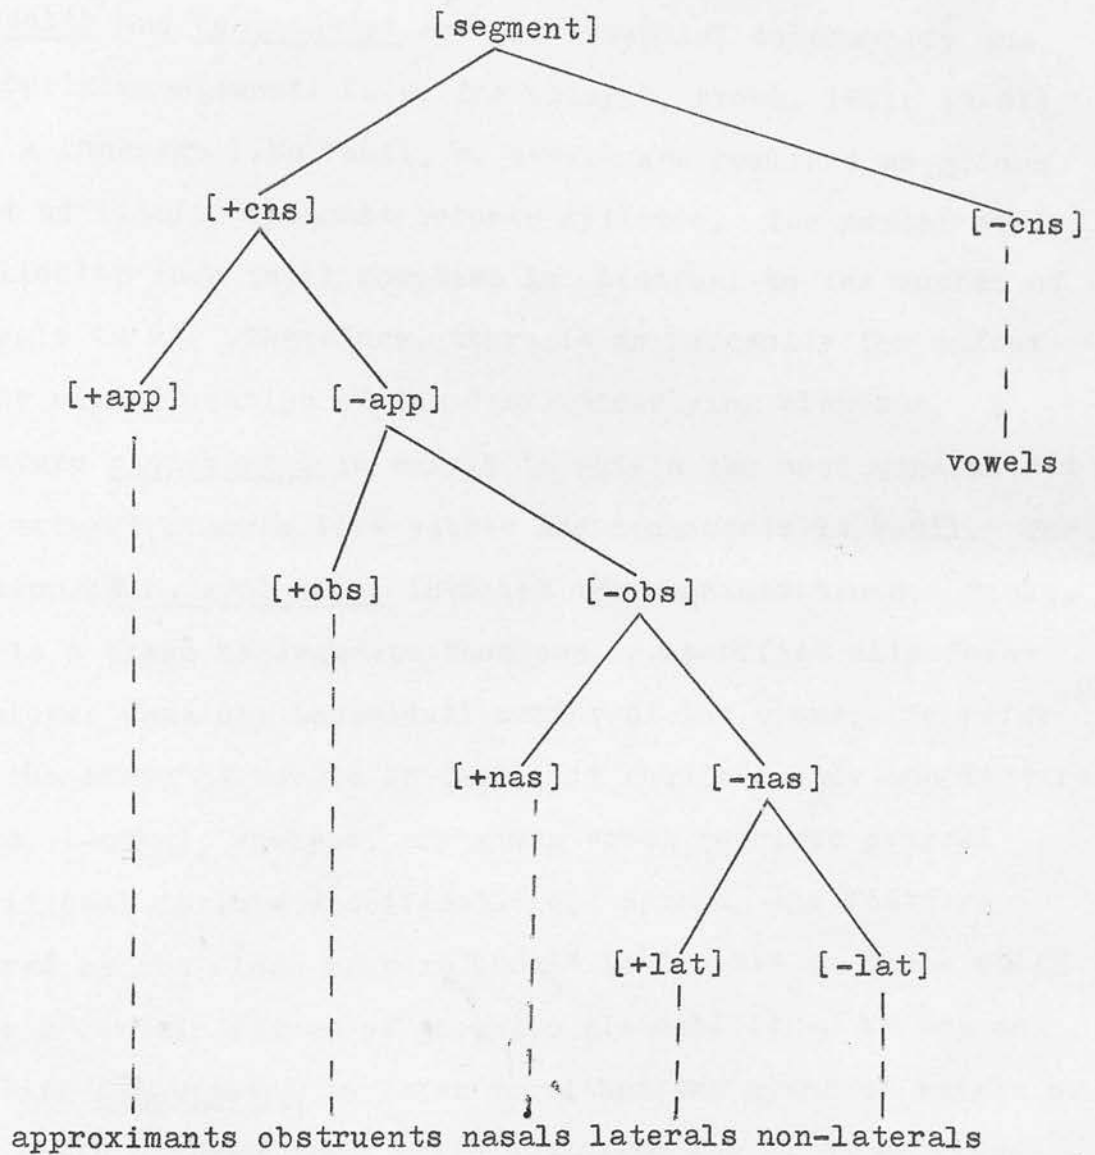 [segment]
[+cns] [-cns]
[+app] [-app]
vowels
[+obs] [-obs]
[+nas] [-nas]
[+lat] [-lat]
approximants obstruents nasals laterals non-laterals